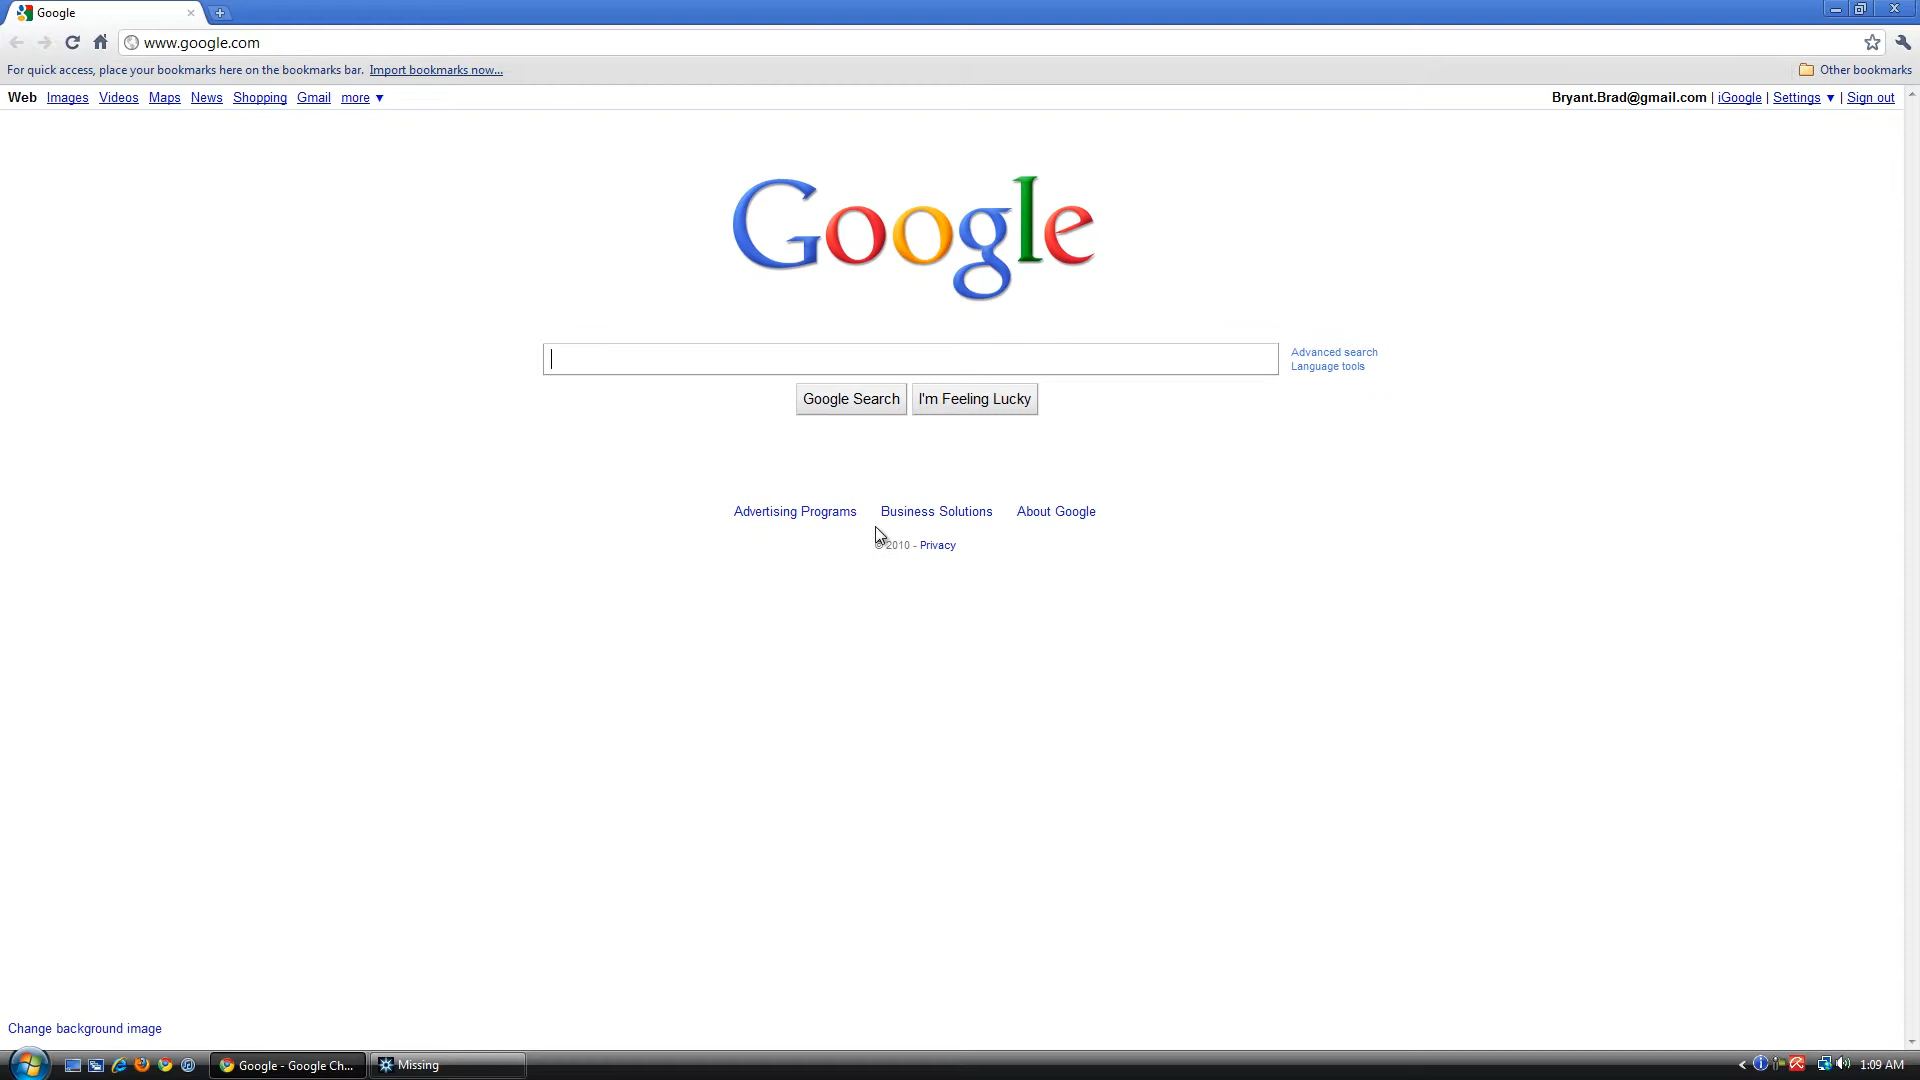 Google
www.google.com
For quick access, place your bookmarks here on the bookmarks bar. Import bookmarks now...
Other bookmarks
Web Images Videos Maps News Shopping Gmail more ▼
Bryant.Brad@gmail.com | iGoogle | Settings ▼ | Sign out
Google
Advanced search
Language tools
Google Search I'm Feeling Lucky
Advertising Programs Business Solutions About Google
© 2010 - Privacy
Change background image
Google - Google Ch... Missing 1:09 AM